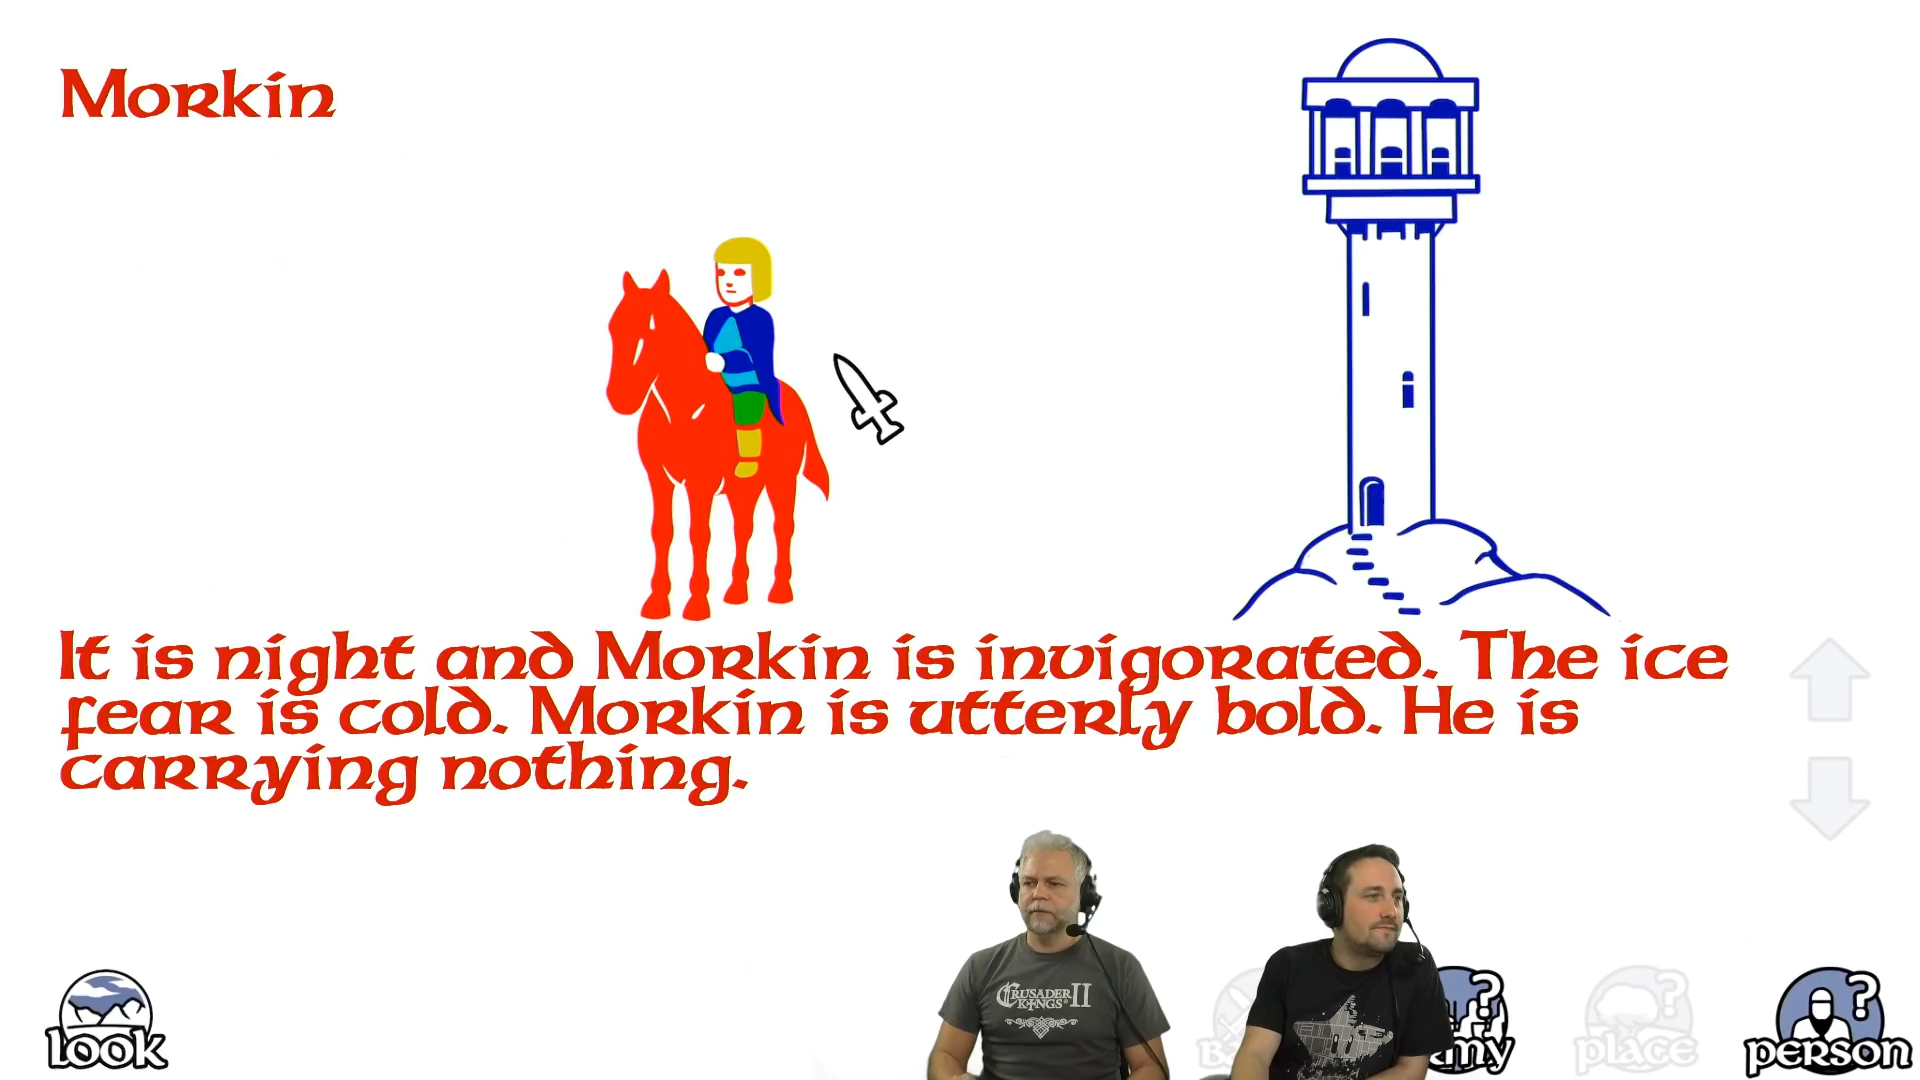 Morkin
It is night and Morkin is invigorated. The ice
fear is cold. Morkin is utterly bold. He is
carrying nothing.
Crusader
Kings II
look
place
person